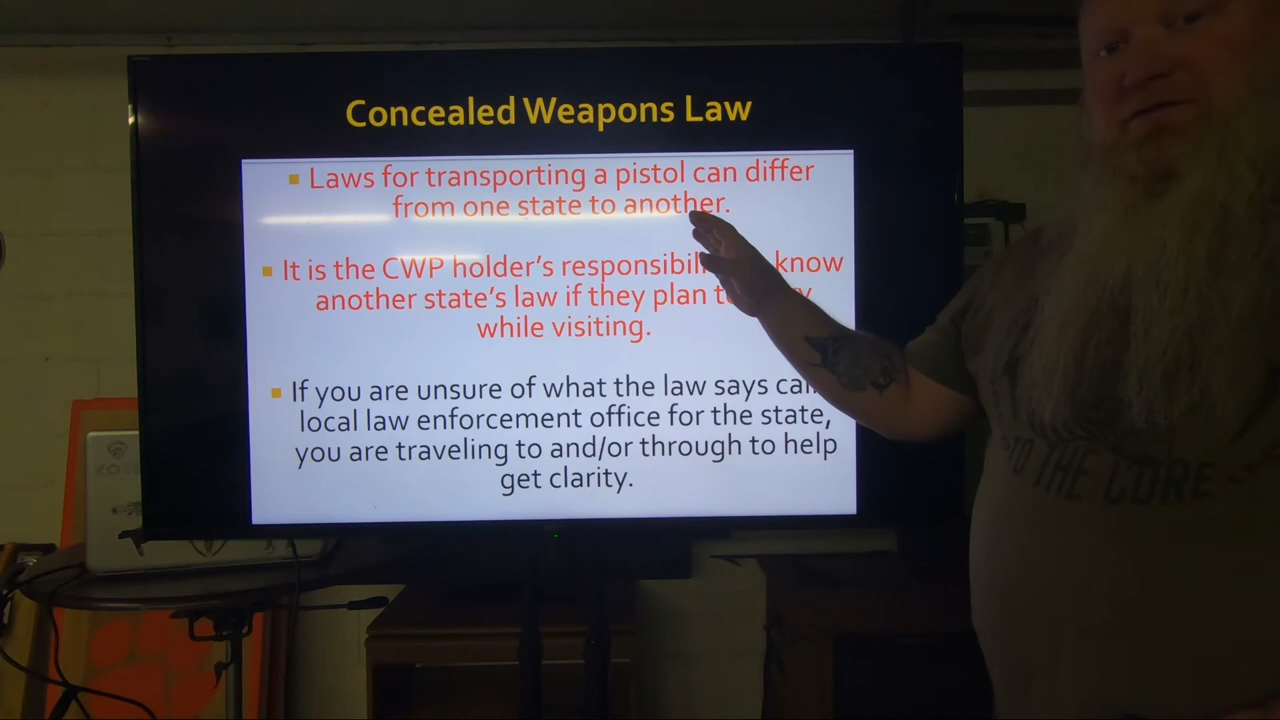 Concealed Weapons Law
▪ Laws for transporting a pistol can differ
from one state to another.
▪ It is the CWP holder's know
another state's law if they plan
while visiting.
▪ If you are unsure of what the law says
local law enforcement office for the state,
you are traveling to and/or through to help
get clarity.
TO THE CORE